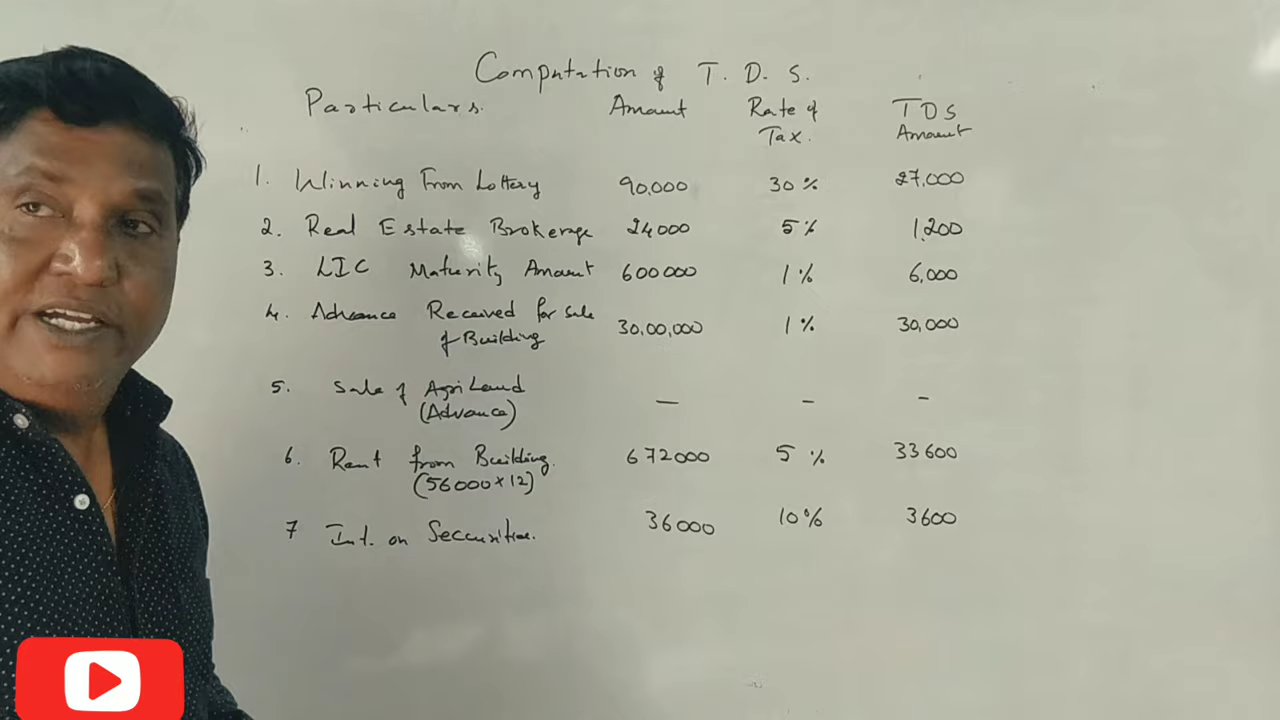 Computation of T. D. S.
Particulars. Amount Rate of Tax. TDS Amount
1. Winning From Lottery 90,000 30% 27,000
2. Real Estate Brokerage 24000 5% 1,200
3. LIC Maturity Amount 600000 1% 6,000
4. Advance Received for Sale 30,00,000 1% 30,000
of Building
5. Sale of Agri Land — - -
(Advance)
6. Rent from Building. 672000 5% 33600
(56000×12)
7 Int. on Securities. 36000 10% 3600